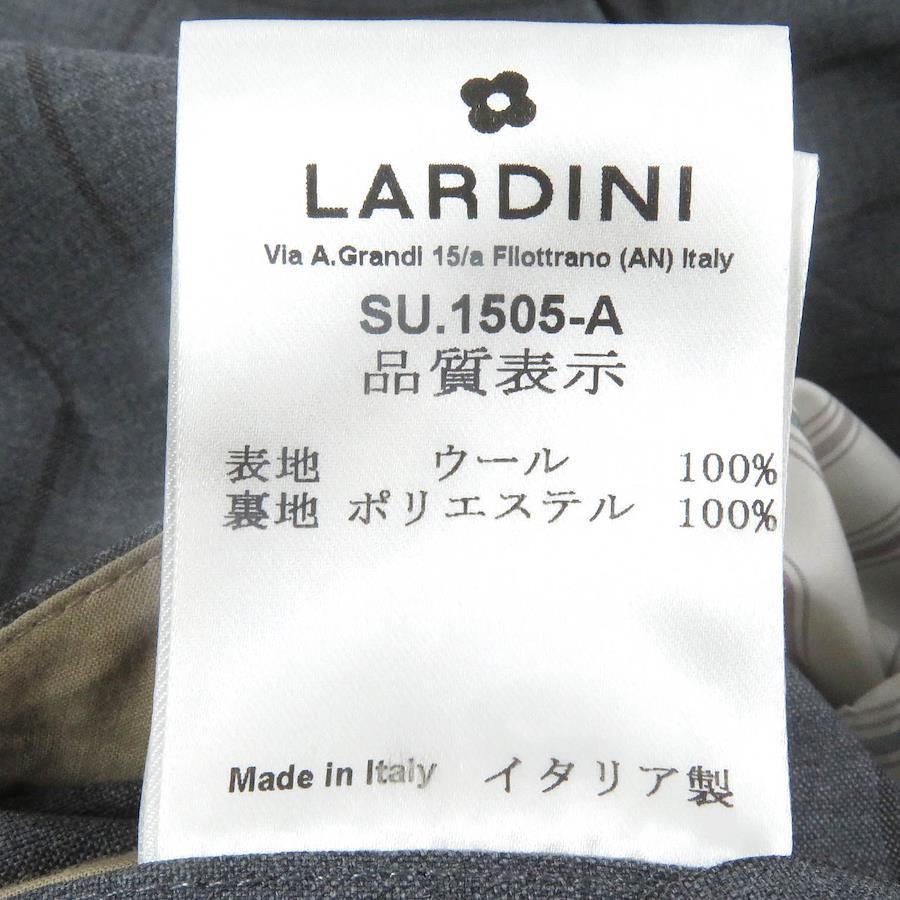 LARDINI
Via A.Grandi 15/a Filottrano (AN) Italy
SU.1505-A
品質表示
表地 ウール 100%
裏地 ポリエステル 100%
Made in Italy イタリア製